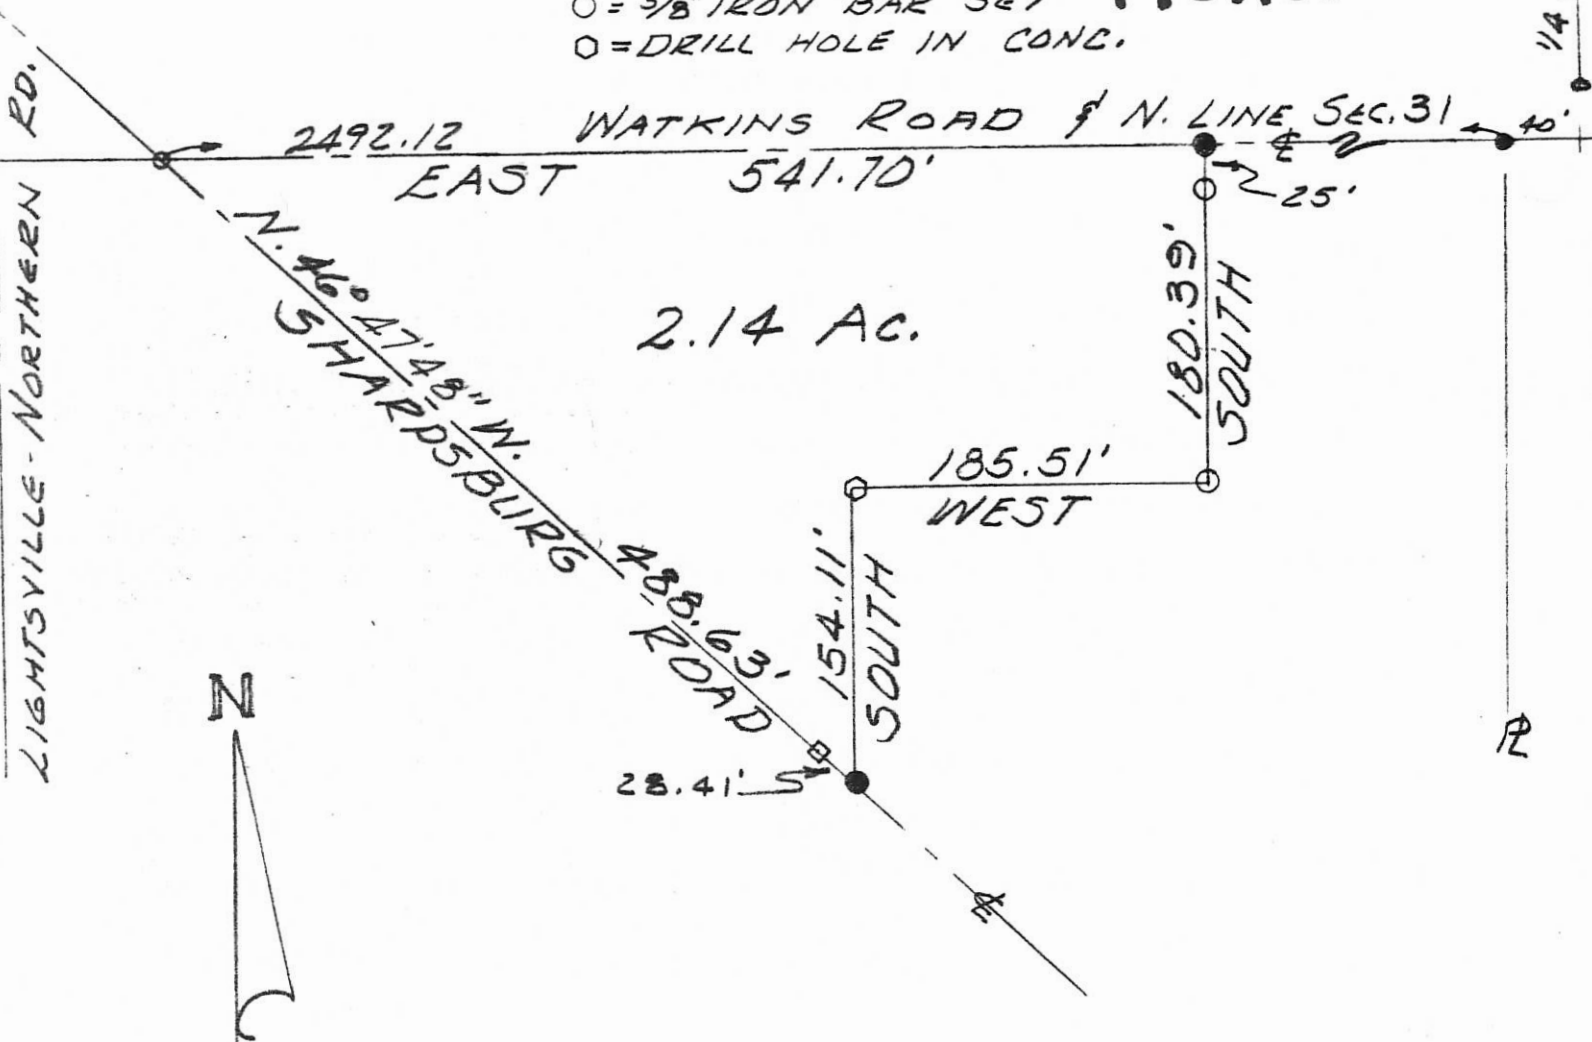 ○ = 5/8 IRON BAR SET
⬡ = DRILL HOLE IN CONC.
1/4
RD.
LIGHTSVILLE - NORTHERN
2492.12
WATKINS ROAD & N. LINE SEC. 31
40'
EAST
541.70'
℄
25'
N. 46° 47' 48" W.
488.63'
SHARPSBURG
ROAD
2.14 AC.
180.39'
SOUTH
185.51'
WEST
154.11'
SOUTH
28.41'
N
℄